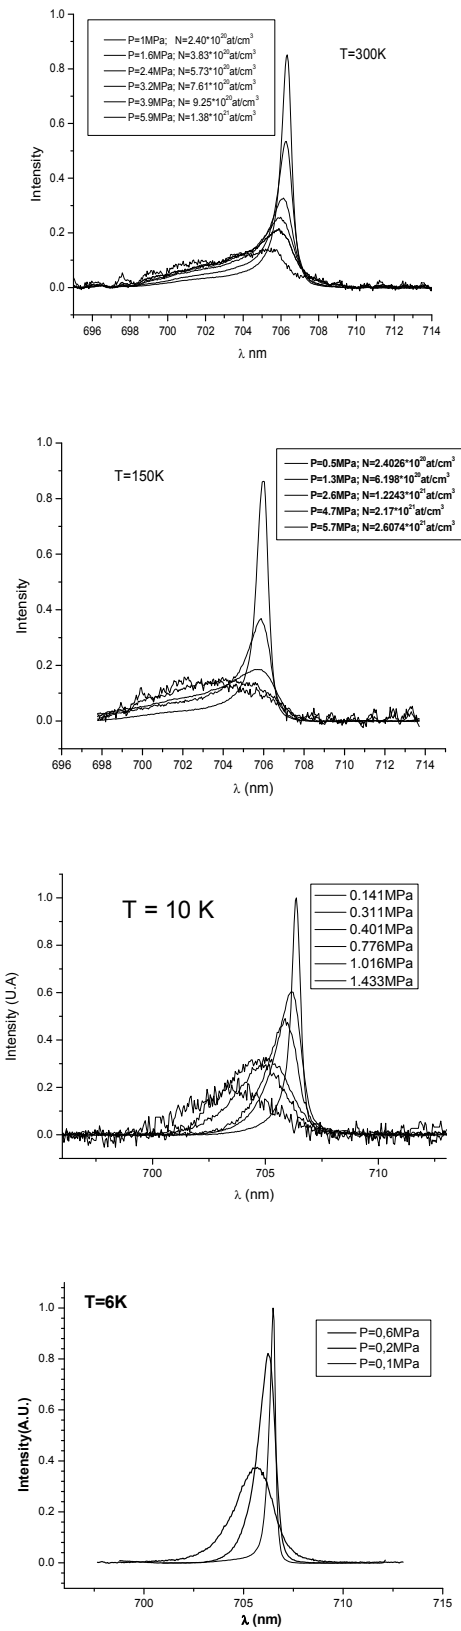 P=1MPa; N=2.40*10²⁰at/cm³
P=1.6MPa; N=3.83*10²⁰at/cm³
P=2.4MPa; N=5.73*10²⁰at/cm³
P=3.2MPa; N=7.61*10²⁰at/cm³
P=3.9MPa; N= 9.25*10²⁰at/cm³
P=5.9MPa; N=1.38*10²¹at/cm³
T=300K
Intensity
0.0 0.2 0.4 0.6 0.8 1.0
696 698 700 702 704 706 708 710 712 714
λ nm
T=150K
P=0.5MPa; N=2.4026*10²⁰at/cm³
P=1.3MPa; N=6.198*10²⁰at/cm³
P=2.6MPa; N=1.2243*10²¹at/cm³
P=4.7MPa; N=2.17*10²¹at/cm³
P=5.7MPa; N=2.6074*10²¹at/cm³
Intensity
0.0 0.2 0.4 0.6 0.8 1.0
696 698 700 702 704 706 708 710 712 714
λ (nm)
T = 10 K
0.141MPa
0.311MPa
0.401MPa
0.776MPa
1.016MPa
1.433MPa
Intensity (U.A)
0.0 0.2 0.4 0.6 0.8 1.0
700 705 710
λ (nm)
T=6K
P=0,6MPa
P=0,2MPa
P=0,1MPa
Intensity(A.U.)
0.0 0.2 0.4 0.6 0.8 1.0
700 705 710 715
λ (nm)